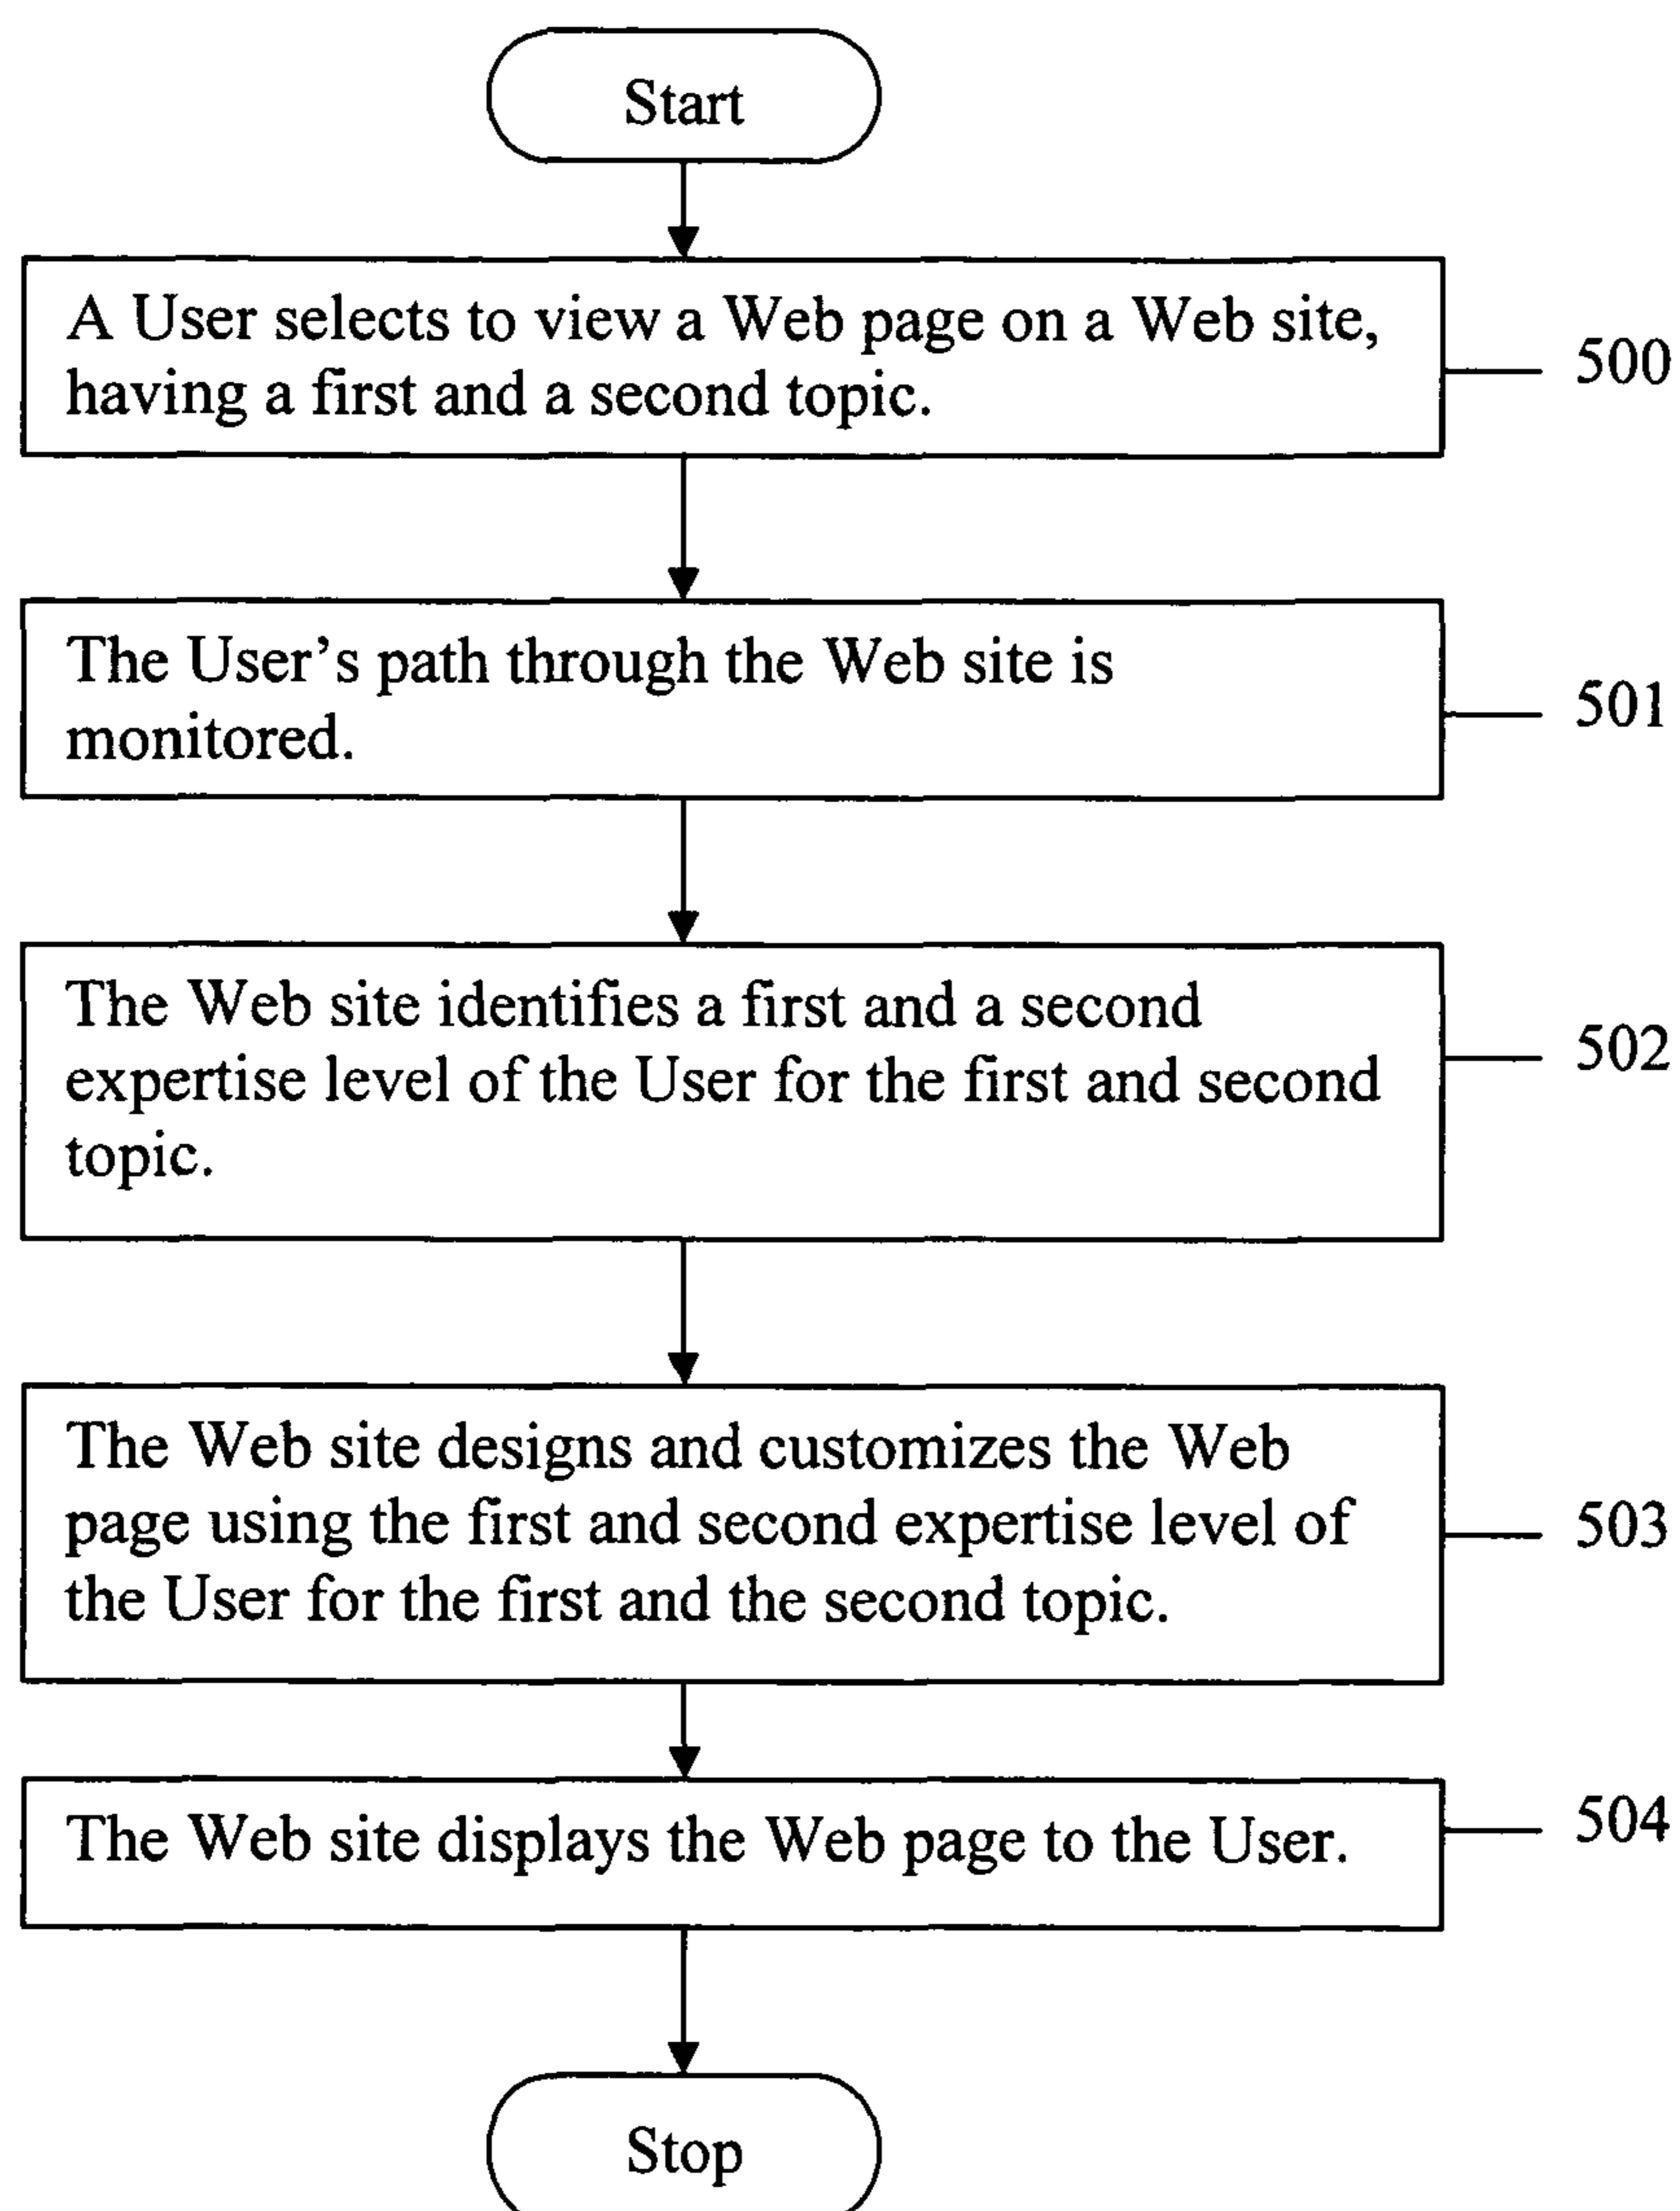 Start
A User selects to view a Web page on a Web site,
having a first and a second topic.
500
The User's path through the Web site is
monitored.
501
The Web site identifies a first and a second
expertise level of the User for the first and second
topic.
502
The Web site designs and customizes the Web
page using the first and second expertise level of
the User for the first and the second topic.
503
The Web site displays the Web page to the User.
504
Stop